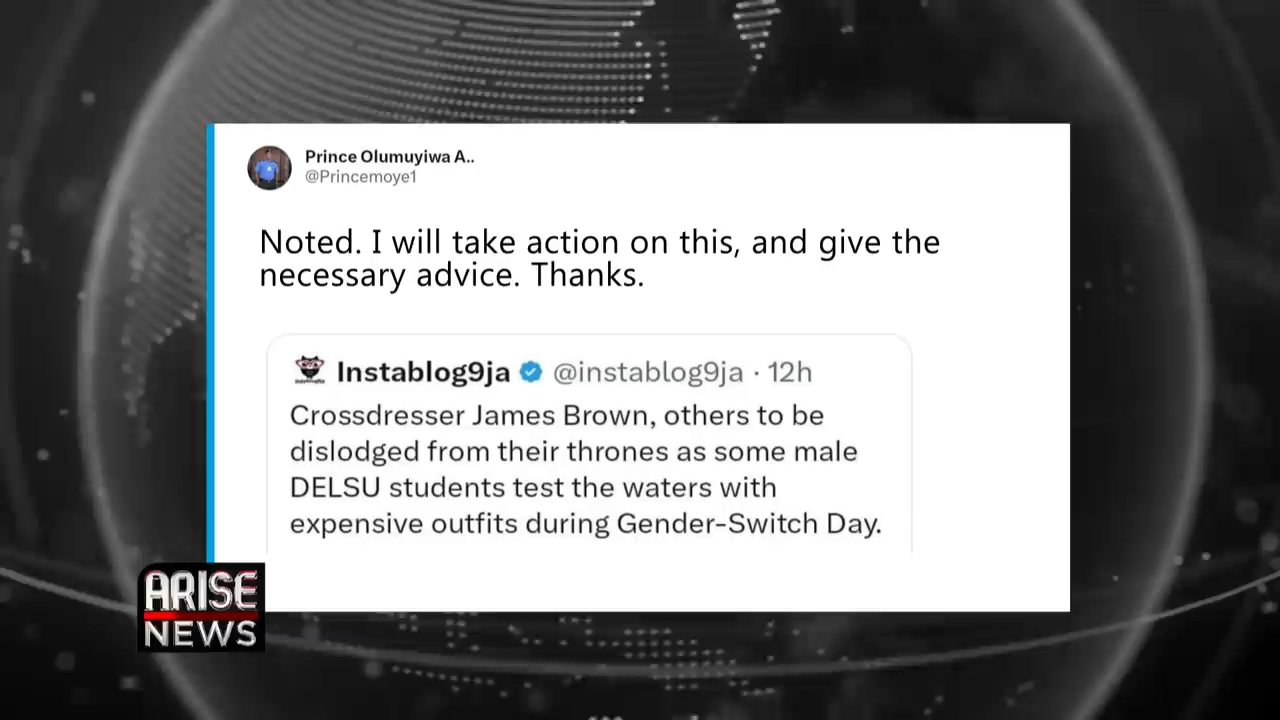 Prince Olumuyiwa A..
@Princemoye1
Noted. I will take action on this, and give the
necessary advice. Thanks.
Instablog9ja @instablog9ja · 12h
Crossdresser James Brown, others to be
dislodged from their thrones as some male
DELSU students test the waters with
expensive outfits during Gender-Switch Day.
ARISE
NEWS